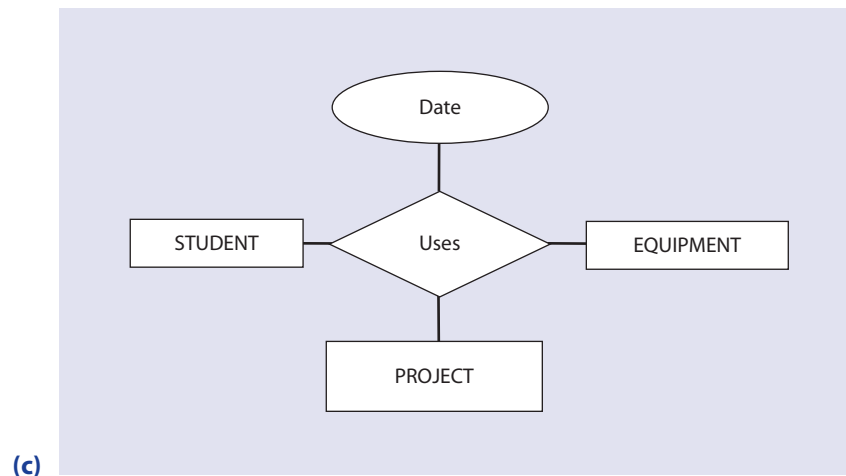 Date
STUDENT
Uses
EQUIPMENT
PROJECT
(c)